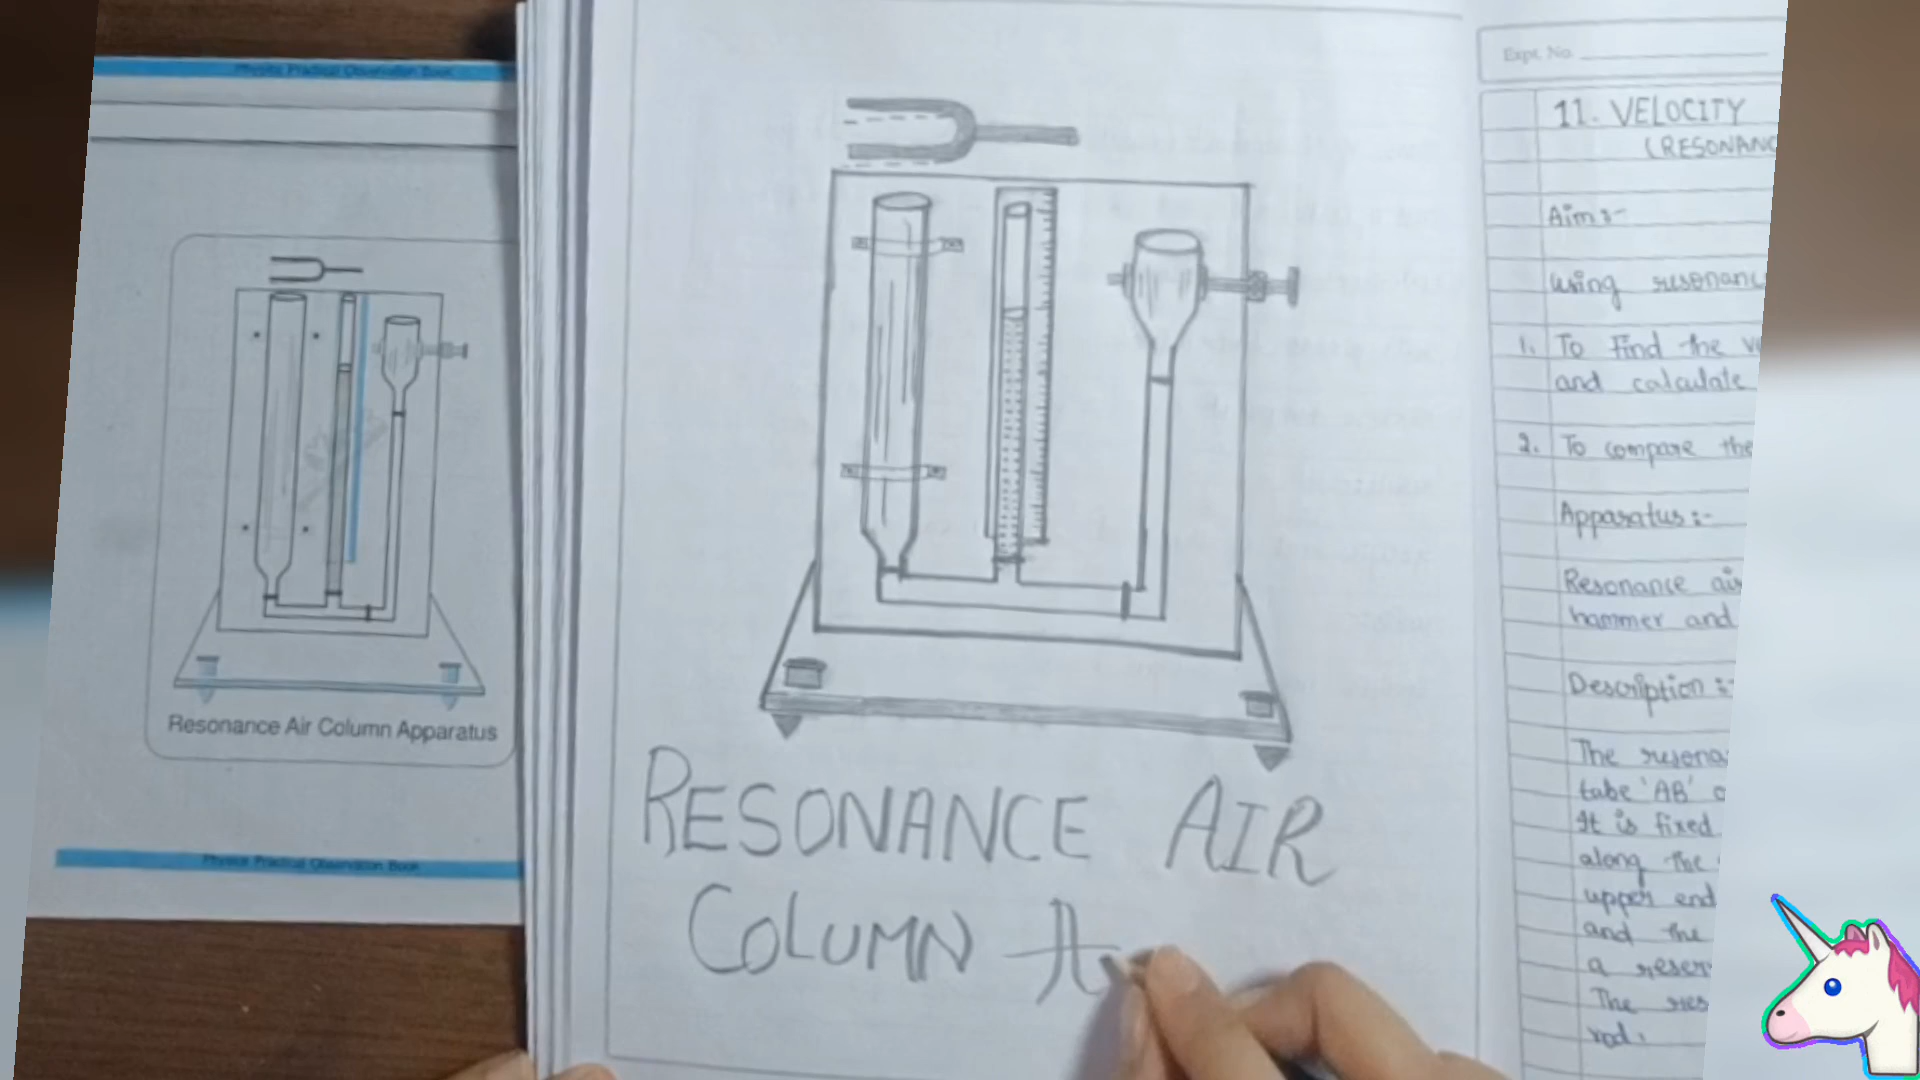 Physics Practical Observation Book
Resonance Air Column Apparatus
Physics Practical Observation Book
RESONANCE AIR
COLUMN A
Expt. No.
11. VELOCITY
(RESONANC
Aim :-
Using resonanc
1. To Find the ve
and calculate
2. To compare the
Apparatus :-
Resonance air
hammer and
Description :-
The resona
tube 'AB' o
It is fixed
along the
upper end
and the
a reser
The res
rod.